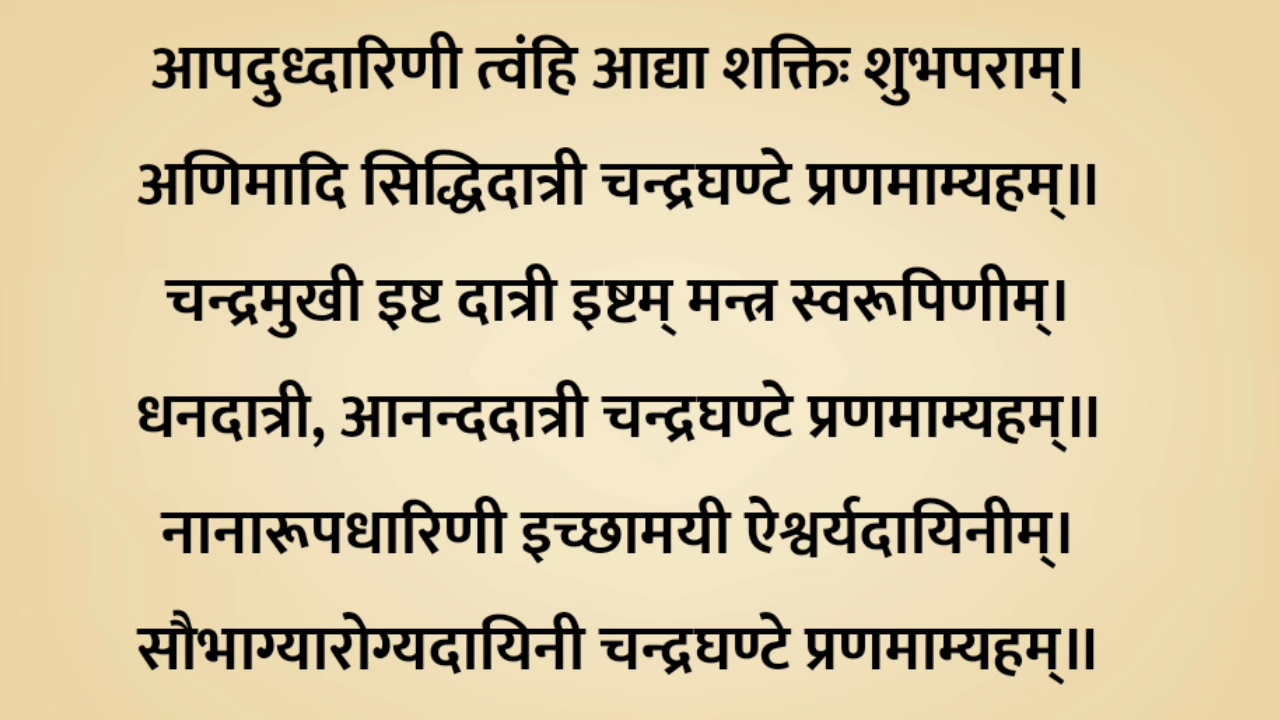 आपदुध्दारिणी त्वंहि आद्या शक्तिः शुभपराम्।
अणिमादि सिद्धिदात्री चन्द्रघण्टे प्रणमाम्यहम्॥
चन्द्रमुखी इष्ट दात्री इष्टम् मन्त्र स्वरूपिणीम्।
धनदात्री, आनन्ददात्री चन्द्रघण्टे प्रणमाम्यहम्॥
नानारूपधारिणी इच्छामयी ऐश्वर्यदायिनीम्।
सौभाग्यारोग्यदायिनी चन्द्रघण्टे प्रणमाम्यहम्॥